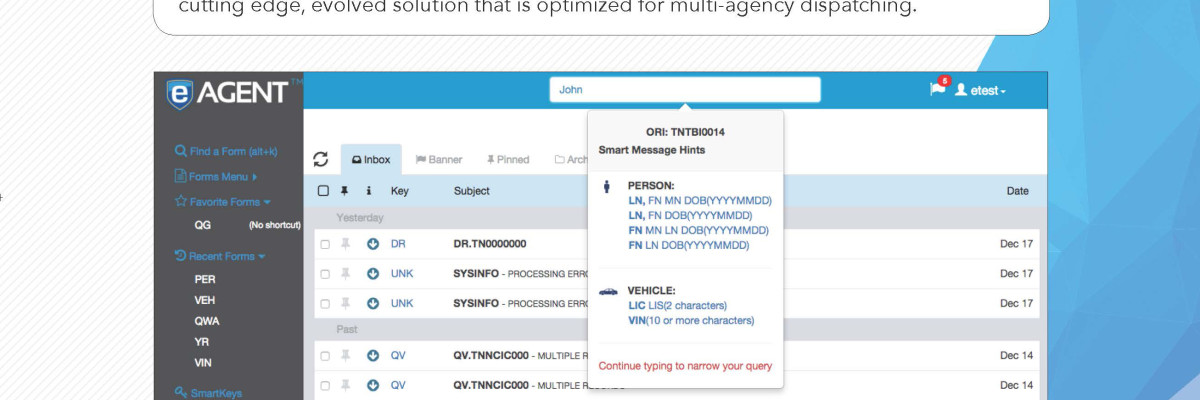 cutting edge, evolved solution that is optimized for multi-agency dispatching.
e AGENT™
John
5
etest
ORI: TNTBI0014
Smart Message Hints
Find a Form (alt+k)
Forms Menu
Favorite Forms
QG (No shortcut)
Recent Forms
PER
VEH
QWA
YR
VIN
SmartKeys
Inbox Banner Pinned Arch
i Key Subject Date
Yesterday
DR DR.TN0000000 Dec 17
UNK SYSINFO - PROCESSING ERRO Dec 17
UNK SYSINFO - PROCESSING ERRO Dec 17
Past
QV QV.TNNCIC000 - MULTIPLE R Dec 14
QV QV.TNNCIC000 - MULTIPLE Dec 14
PERSON:
LN, FN MN DOB(YYYYMMDD)
LN, FN DOB(YYYYMMDD)
FN MN LN DOB(YYYYMMDD)
FN LN DOB(YYYYMMDD)
VEHICLE:
LIC LIS(2 characters)
VIN(10 or more characters)
Continue typing to narrow your query